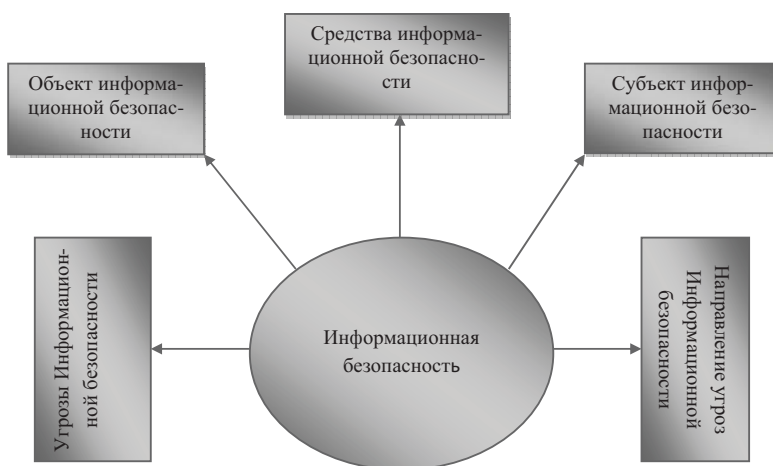 Средства информа-
ционной безопасно-
сти
Объект информа-
ционной безопас-
ности
Субъект инфор-
мационной безо-
пасности
Угрозы Информацион-
ной безопасности
Информационная
безопасность
Направление угроз
Информационной
безопасности